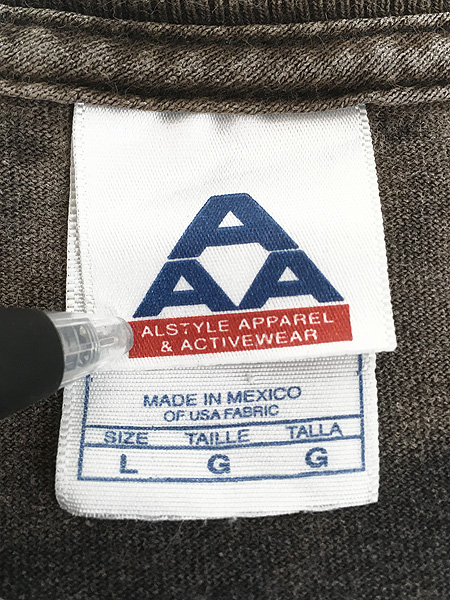 A
AA
ALSTYLE APPAREL
& ACTIVEWEAR
MADE IN MEXICO
OF USA FABRIC
SIZE TAILLE TALLA
L G G